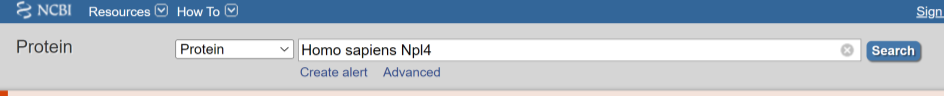 NCBI Resources How To Sign
Protein Protein Homo sapiens Npl4 Search
Create alert Advanced